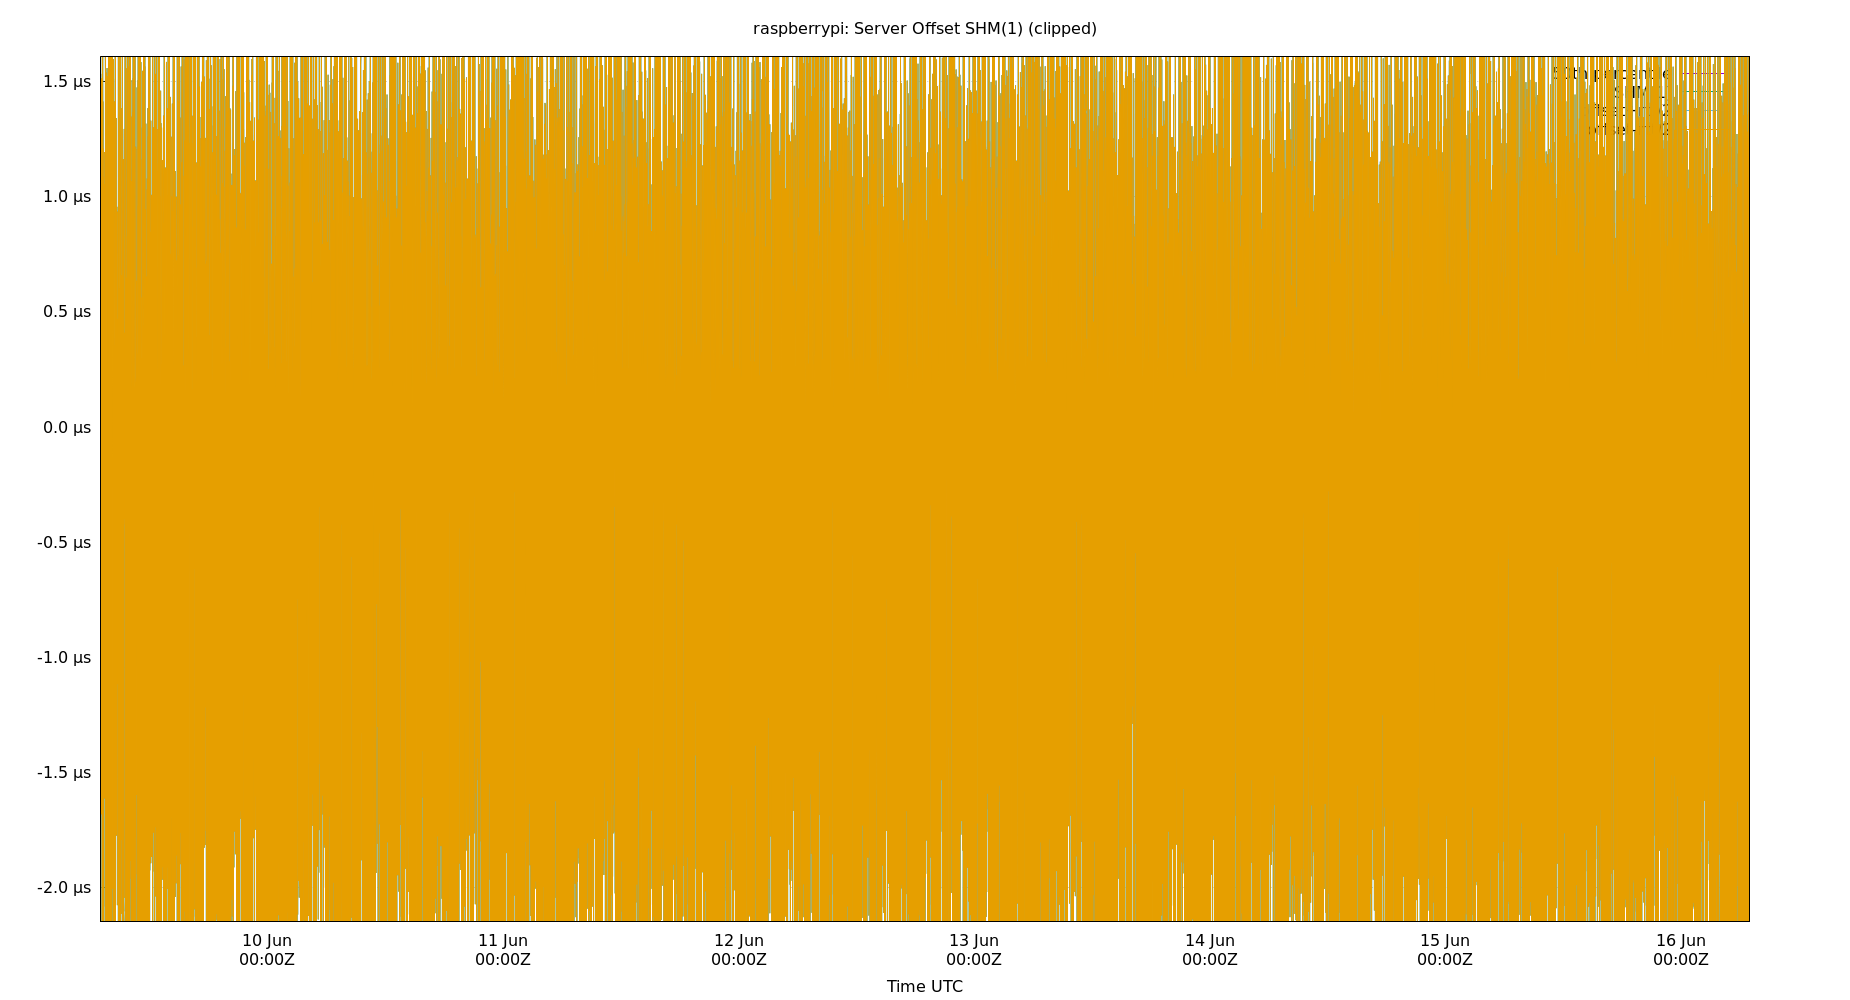 raspberrypi: Server Offset SHM(1) (clipped)
1.5 µs
1.0 µs
0.5 µs
0.0 µs
-0.5 µs
-1.0 µs
-1.5 µs
-2.0 µs
10 Jun 11 Jun 12 Jun 13 Jun 14 Jun 15 Jun 16 Jun
00:00Z 00:00Z 00:00Z 00:00Z 00:00Z 00:00Z 00:00Z
Time UTC